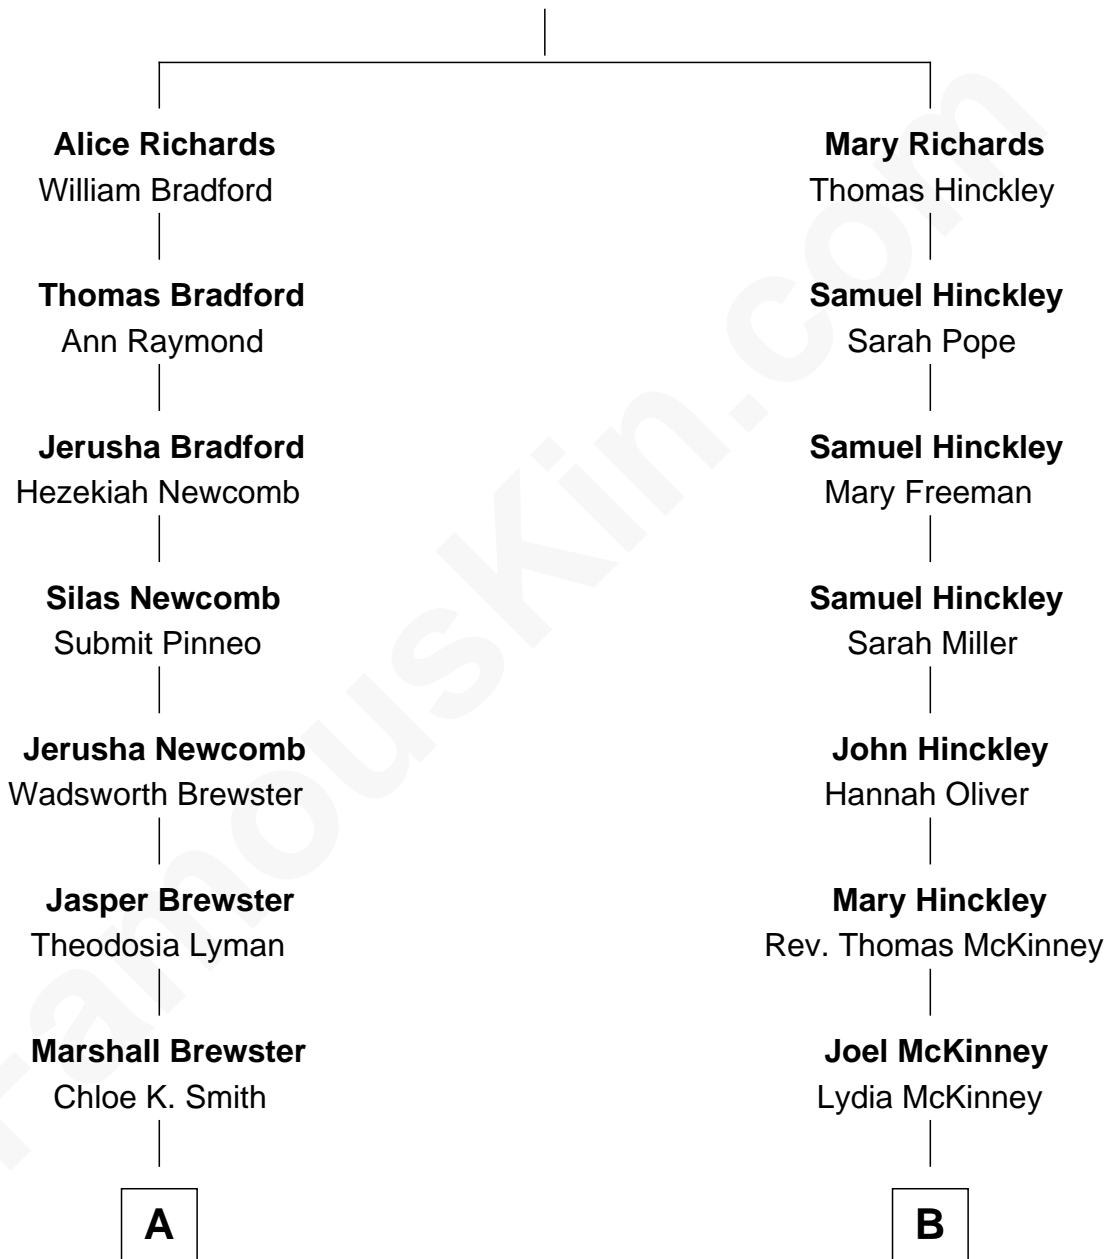 Alice Richards
William Bradford
Thomas Bradford
Ann Raymond
Jerusha Bradford
Hezekiah Newcomb
Silas Newcomb
Submit Pinneo
Jerusha Newcomb
Wadsworth Brewster
Jasper Brewster
Theodosia Lyman
Marshall Brewster
Chloe K. Smith
A
Mary Richards
Thomas Hinckley
Samuel Hinckley
Sarah Pope
Samuel Hinckley
Mary Freeman
Samuel Hinckley
Sarah Miller
John Hinckley
Hannah Oliver
Mary Hinckley
Rev. Thomas McKinney
Joel McKinney
Lydia McKinney
B
FamousKin.com